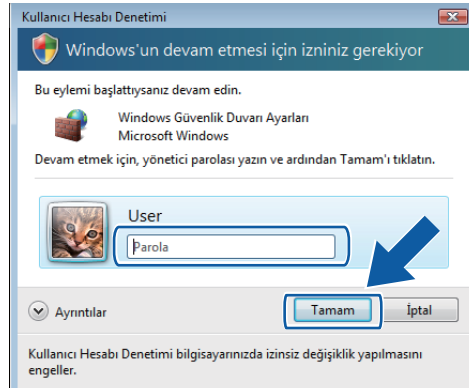 Kullanıcı Hesabı Denetimi
Windows'un devam etmesi için izniniz gerekiyor
Bu eylemi başlattıysanız devam edin.
Windows Güvenlik Duvarı Ayarları
Microsoft Windows
Devam etmek için, yönetici parolası yazın ve ardından Tamam'ı tıklatın.
User
Parola
Ayrıntılar
Tamam
İptal
Kullanıcı Hesabı Denetimi bilgisayarınızda izinsiz değişiklik yapılmasını
engeller.